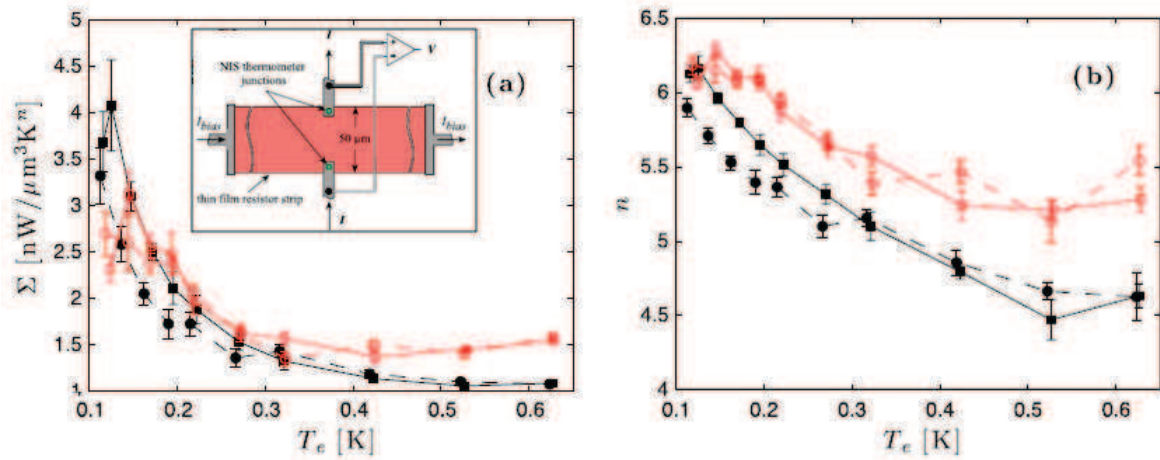 5
4.5
4
3.5
3
2.5
2
1.5
1
Σ [nW/μm³Kⁿ]
0.1 0.2 0.3 0.4 0.5 0.6
T_e [K]
(a)
I
V
+
−
NIS thermometer
junctions
I_bias
I_bias
50 μm
thin film resistor strip
I
6.5
6
5.5
5
4.5
4
n
0.1 0.2 0.3 0.4 0.5 0.6
T_e [K]
(b)